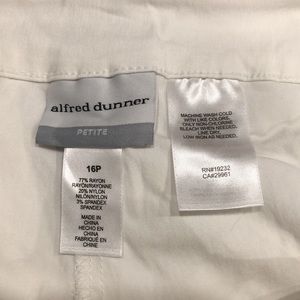 alfred dunner
PETITE
16P
77% RAYON
RAYON/RAYONNE
20% NYLON
NILÓN/NYLON
3% SPANDEX
SPANDEX
MADE IN
CHINA
HECHO EN
CHINA
FABRIQUÉ EN
CHINE
MACHINE WASH COLD
WITH LIKE COLORS,
ONLY NON-CHLORINE
BLEACH WHEN NEEDED,
LINE DRY,
LOW IRON AS NEEDED.
RN#19232
CA#29961